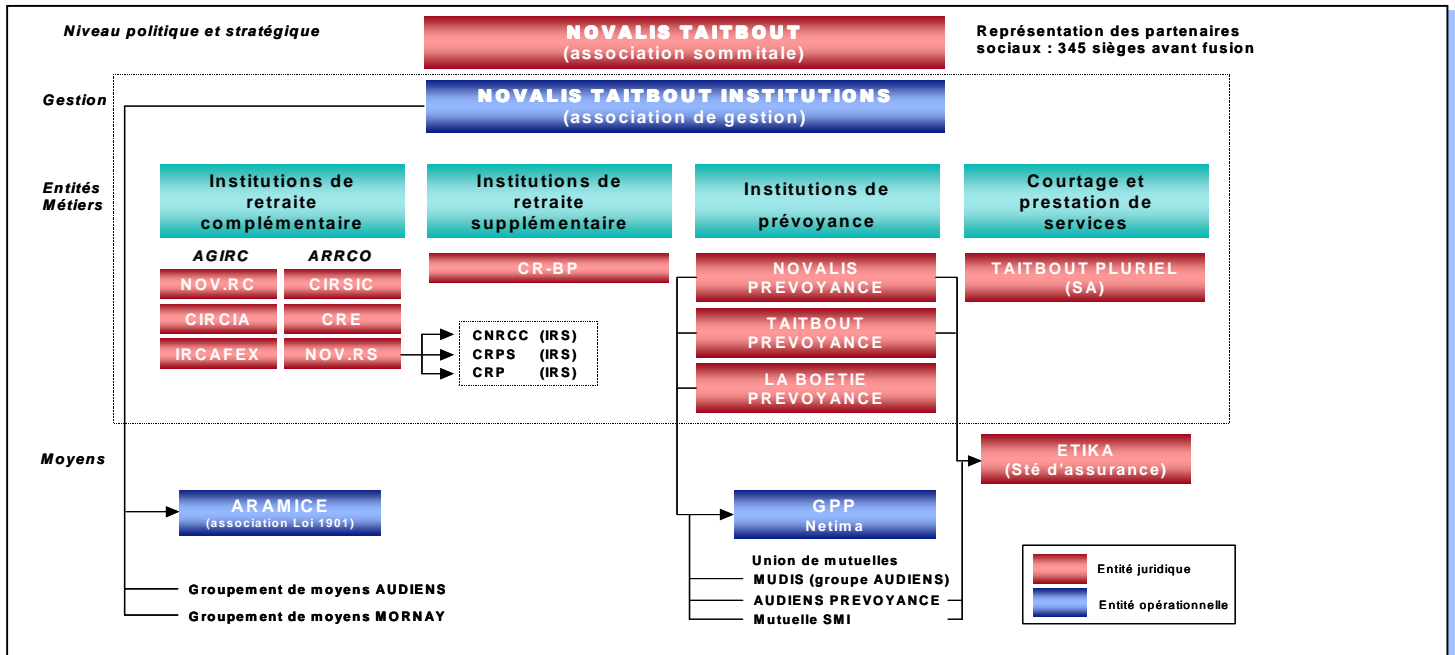 Niveau politique et stratégique
NOVALIS TAITBOUT
(association sommitale)
Représentation des partenaires
sociaux : 345 sièges avant fusion
Gestion
NOVALIS TAITBOUT INSTITUTIONS
(association de gestion)
Entités
Métiers
Institutions de
retraite
complémentaire
Institutions de
retraite
supplémentaire
Institutions de
prévoyance
Courtage et
prestation de
services
AGIRC
ARRCO
NOV.RC
CIRSIC
CIRCIA
CRE
IRCAFEX
NOV.RS
CR-BP
CNRCC (IRS)
CRPS (IRS)
CRP (IRS)
NOVALIS
PREVOYANCE
TAITBOUT
PREVOYANCE
LA BOETIE
PREVOYANCE
TAITBOUT PLURIEL
(SA)
Moyens
ETIKA
(Sté d'assurance)
ARAMICE
(association Loi 1901)
GPP
Netima
Groupement de moyens AUDIENS
Groupement de moyens MORNAY
Union de mutuelles
MUDIS (groupe AUDIENS)
AUDIENS PREVOYANCE
Mutuelle SMI
Entité juridique
Entité opérationnelle